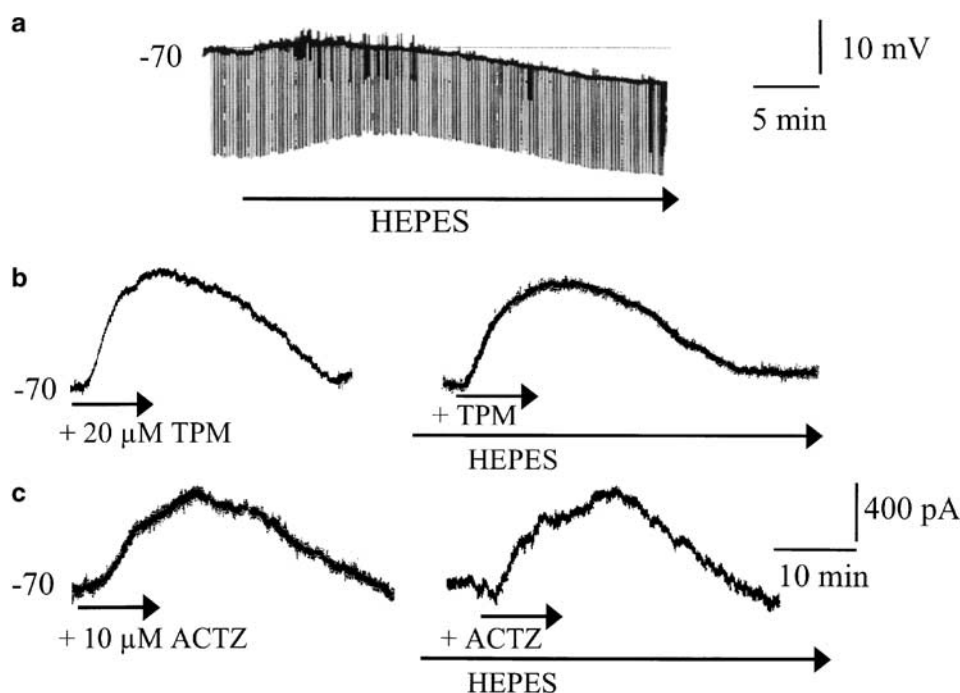 a
-70
10 mV
5 min
HEPES
b
-70
+ 20 µM TPM
+ TPM
HEPES
c
-70
400 pA
10 min
+ 10 µM ACTZ
+ ACTZ
HEPES